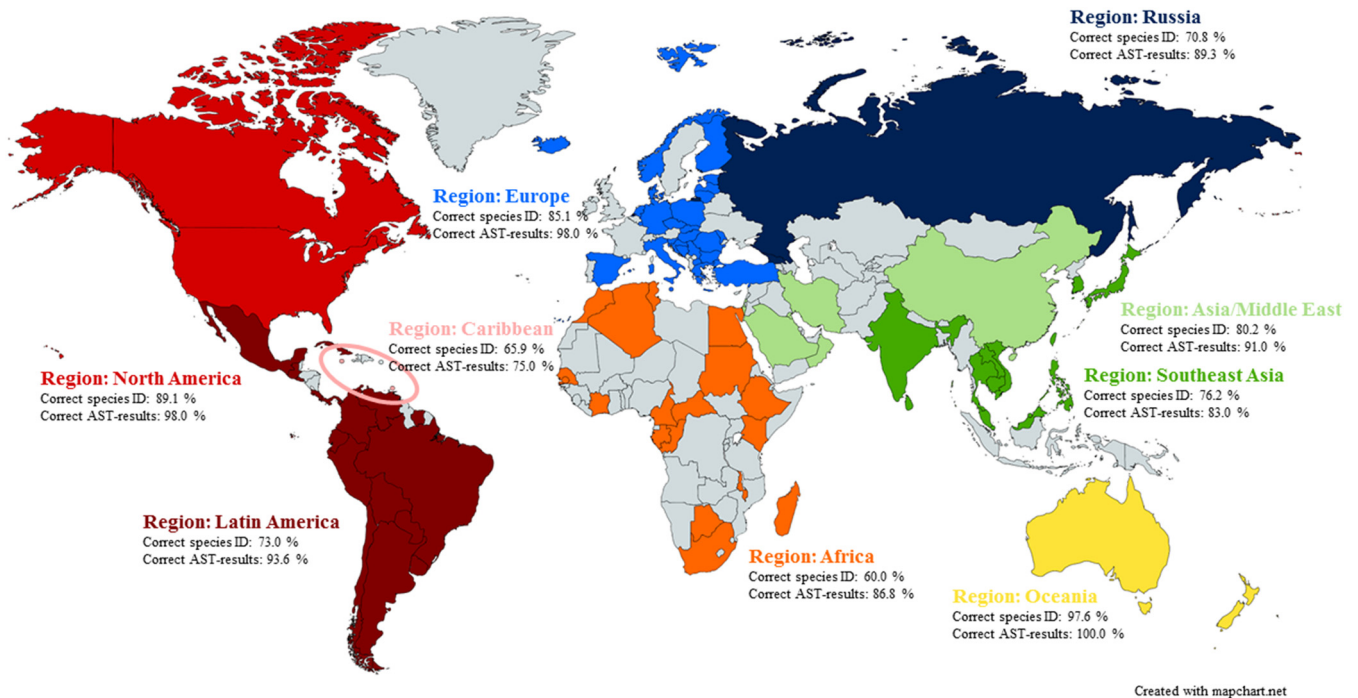 Region: Russia
Correct species ID: 70.8 %
Correct AST-results: 89.3 %
Region: Europe
Correct species ID: 85.1 %
Correct AST-results: 98.0 %
Region: Caribbean
Correct species ID: 65.9 %
Correct AST-results: 75.0 %
Region: Asia/Middle East
Correct species ID: 80.2 %
Correct AST-results: 91.0 %
Region: North America
Correct species ID: 89.1 %
Correct AST-results: 98.0 %
Region: Southeast Asia
Correct species ID: 76.2 %
Correct AST-results: 83.0 %
Region: Latin America
Correct species ID: 73.0 %
Correct AST-results: 93.6 %
Region: Africa
Correct species ID: 60.0 %
Correct AST-results: 86.8 %
Region: Oceania
Correct species ID: 97.6 %
Correct AST-results: 100.0 %
Created with mapchart.net